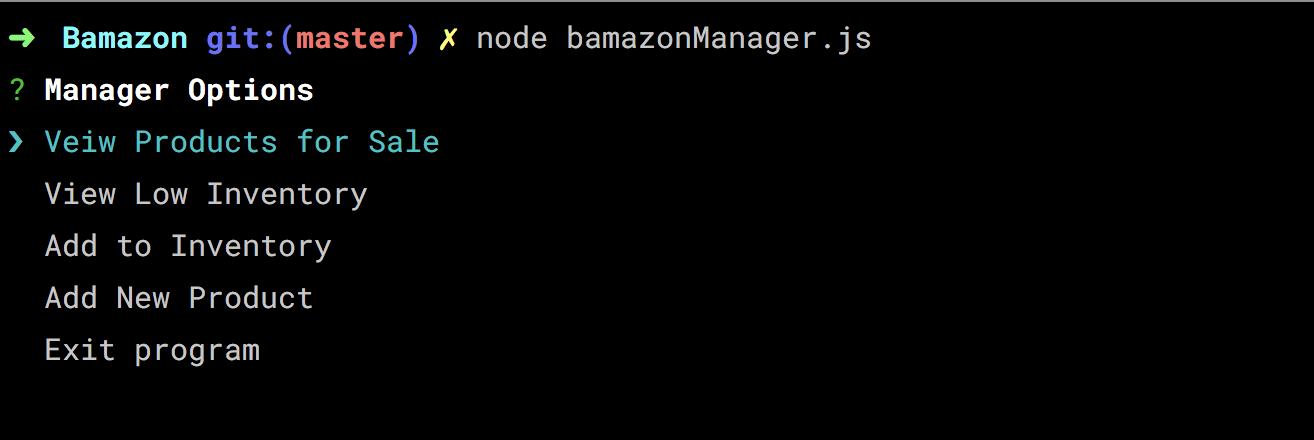 ➜ Bamazon git:(master) ✗ node bamazonManager.js
? Manager Options
❯ Veiw Products for Sale
View Low Inventory
Add to Inventory
Add New Product
Exit program